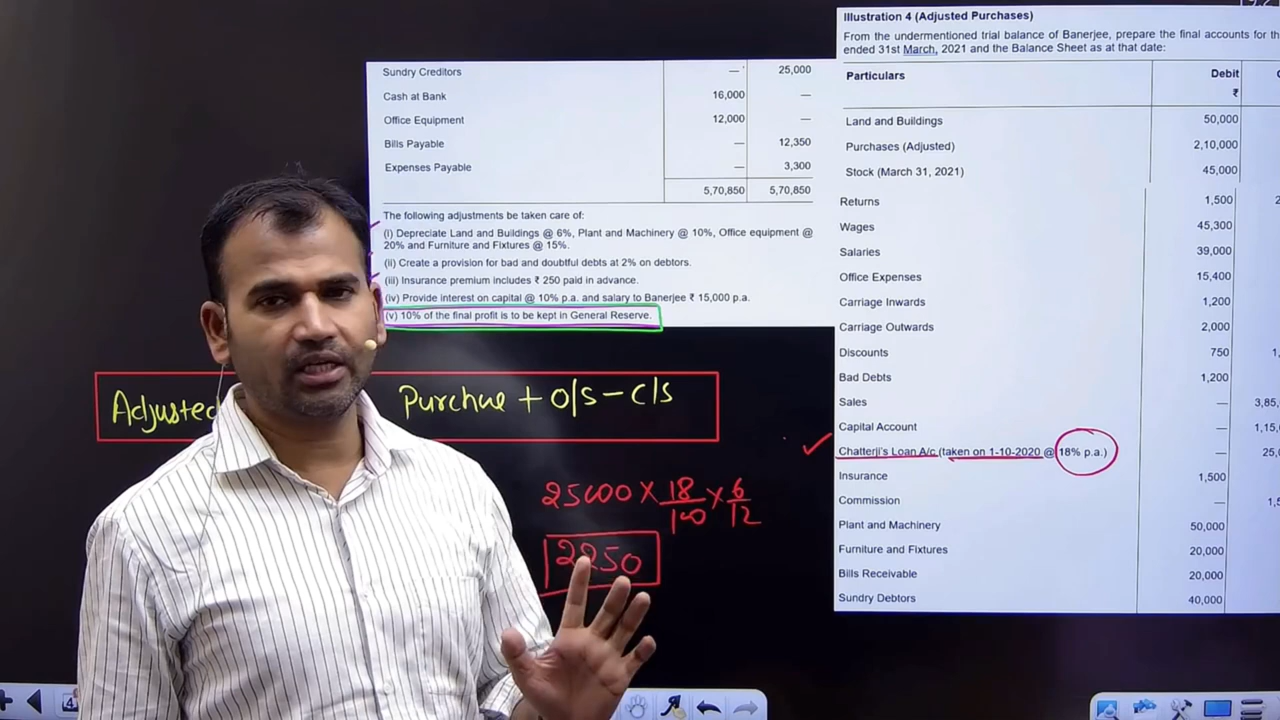 Sundry Creditors — 25,000
Cash at Bank 16,000 —
Office Equipment 12,000 —
Bills Payable — 12,350
Expenses Payable — 3,300
5,70,850 5,70,850
The following adjustments be taken care of:
(i) Depreciate Land and Buildings @ 6%, Plant and Machinery @ 10%, Office equipment @
20% and Furniture and Fixtures @ 15%.
(ii) Create a provision for bad and doubtful debts at 2% on debtors.
(iii) Insurance premium includes ₹ 250 paid in advance.
(iv) Provide interest on capital @ 10% p.a. and salary to Banerjee ₹ 15,000 p.a.
(v) 10% of the final profit is to be kept in General Reserve.
Adjusted Purchue + O/S - C/S
25000 × 18/100 × 6/12
2250
Illustration 4 (Adjusted Purchases)
From the undermentioned trial balance of Banerjee, prepare the final accounts for the
ended 31st March, 2021 and the Balance Sheet as at that date:
Particulars Debit
₹
Land and Buildings 50,000
Purchases (Adjusted) 2,10,000
Stock (March 31, 2021) 45,000
Returns 1,500
Wages 45,300
Salaries 39,000
Office Expenses 15,400
Carriage Inwards 1,200
Carriage Outwards 2,000
Discounts 750
Bad Debts 1,200
Sales — 3,85,
Capital Account — 1,15,
Chatterji's Loan A/c (taken on 1-10-2020 @ 18% p.a.) — 25,
Insurance 1,500
Commission —
Plant and Machinery 50,000
Furniture and Fixtures 20,000
Bills Receivable 20,000
Sundry Debtors 40,000